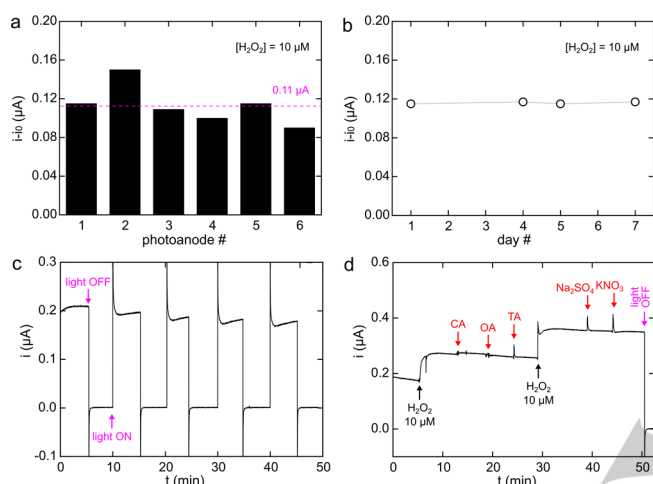 a
[H₂O₂] = 10 µM
0.11 µA
i-i₀ (µA)
0.20
0.16
0.12
0.08
0.04
0.00
1 2 3 4 5 6
photoanode #
b
[H₂O₂] = 10 µM
i-i₀ (µA)
0.20
0.16
0.12
0.08
0.04
0.00
1 2 3 4 5 6 7
day #
c
light OFF
light ON
i (µA)
0.3
0.2
0.1
0.0
-0.1
0 10 20 30 40 50
t (min)
d
Na₂SO₄ KNO₃
light OFF
CA OA TA
H₂O₂
10 µM
H₂O₂
10 µM
i (µA)
0.6
0.4
0.2
0.0
0 10 20 30 40 50
t (min)